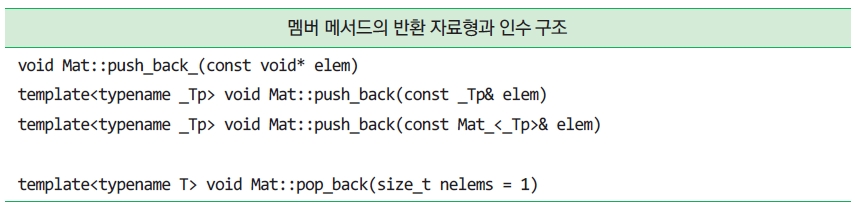 멤버 메서드의 반환 자료형과 인수 구조
void Mat::push_back_(const void* elem)
template<typename _Tp> void Mat::push_back(const _Tp& elem)
template<typename _Tp> void Mat::push_back(const Mat_<_Tp>& elem)
template<typename T> void Mat::pop_back(size_t nelems = 1)